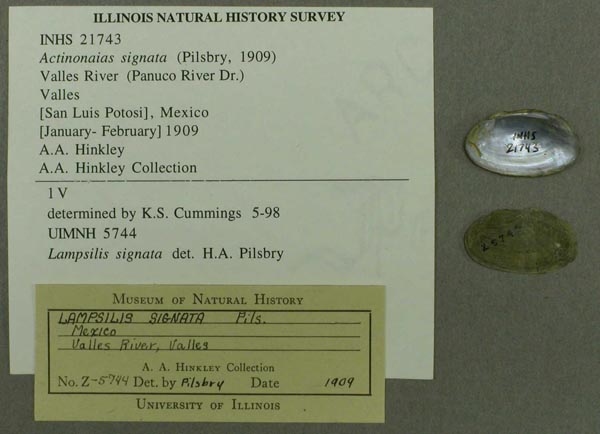 ILLINOIS NATURAL HISTORY SURVEY
INHS 21743
Actinonaias signata (Pilsbry, 1909)
Valles River (Panuco River Dr.)
Valles
[San Luis Potosi], Mexico
[January- February] 1909
A.A. Hinkley
A.A. Hinkley Collection
1 V
determined by K.S. Cummings 5-98
UIMNH 5744
Lampsilis signata det. H.A. Pilsbry
MUSEUM OF NATURAL HISTORY
LAMPSILIS SIGNATA Pils.
Mexico
Valles River, Valles
A. A. HINKLEY Collection
No. Z-5744 Det. by Pilsbry Date 1909
UNIVERSITY OF ILLINOIS
INHS
21743